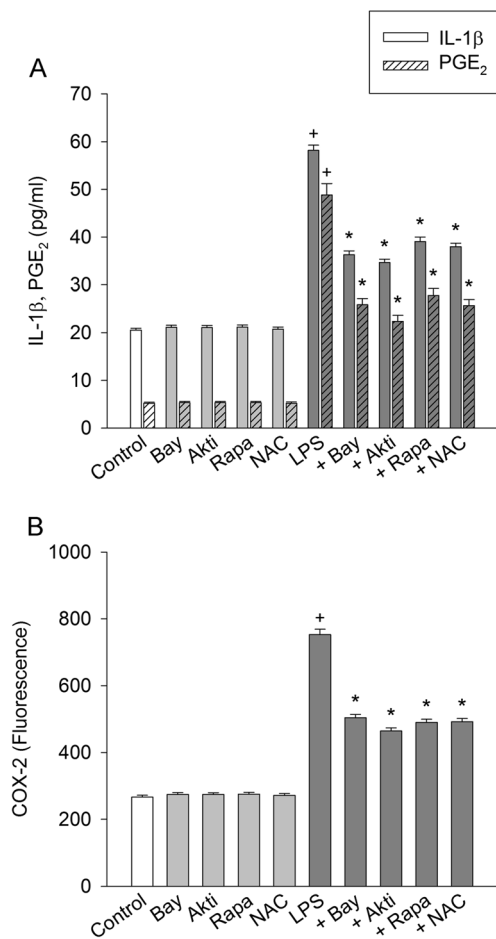 IL-1β
PGE₂
A
IL-1β, PGE₂ (pg/ml)
70
60
50
40
30
20
10
0
+ + * * * * * * * *
Control Bay Akti Rapa NAC LPS + Bay + Akti + Rapa + NAC
B
COX-2 (Fluorescence)
1000
800
600
400
200
0
+ * * * *
Control Bay Akti Rapa NAC LPS + Bay + Akti + Rapa + NAC